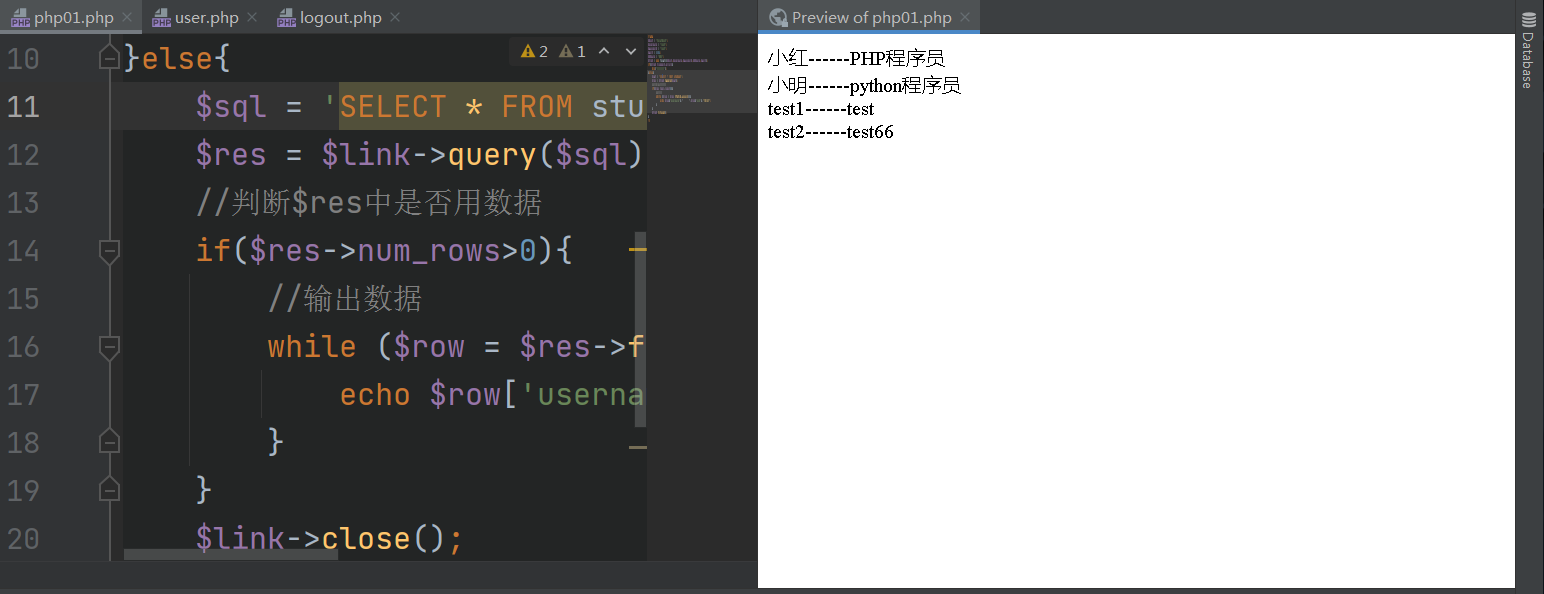 php01.php
user.php
logout.php
Preview of php01.php
2 1
10 }else{
11 $sql = 'SELECT * FROM stu
12 $res = $link->query($sql)
13 //判断$res中是否用数据
14 if($res->num_rows>0){
15 //输出数据
16 while ($row = $res->f
17 echo $row['userna
18 }
19 }
20 $link->close();
小红------PHP程序员
小明------python程序员
test1------test
test2------test66
Database